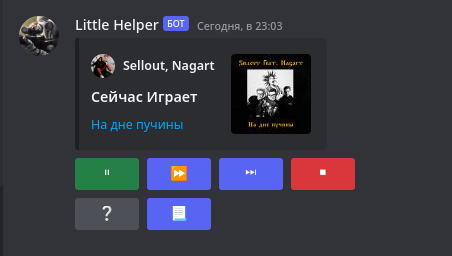 Little Helper БОТ Сегодня, в 23:03
Sellout, Nagart
Сейчас Играет
На дне пучины
Sellout feat. Nagart
На дне пучины
?